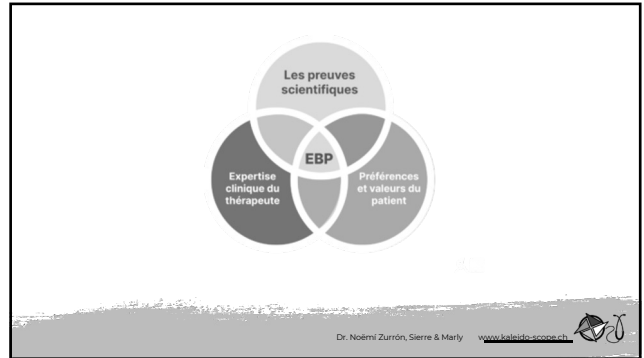 Les preuves
scientifiques
EBP
Expertise
clinique du
thérapeute
Préférences
et valeurs du
patient
Dr. Noëmi Zurrón, Sierre & Marly www.kaleido-scope.ch